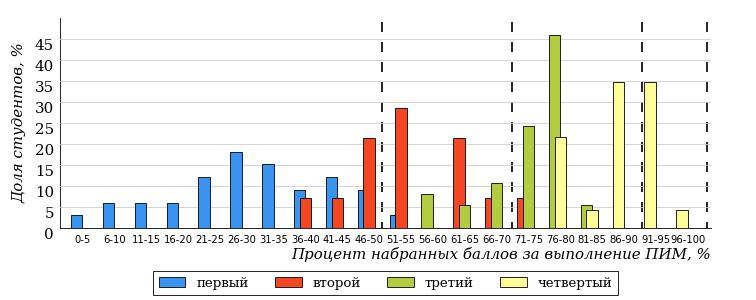 Доля студентов, %
45
40
35
30
25
20
15
10
5
0
0-5 6-10 11-15 16-20 21-25 26-30 31-35 36-40 41-45 46-50 51-55 56-60 61-65 66-70 71-75 76-80 81-85 86-90 91-95 96-100
Процент набранных баллов за выполнение ПИМ, %
первый второй третий четвертый